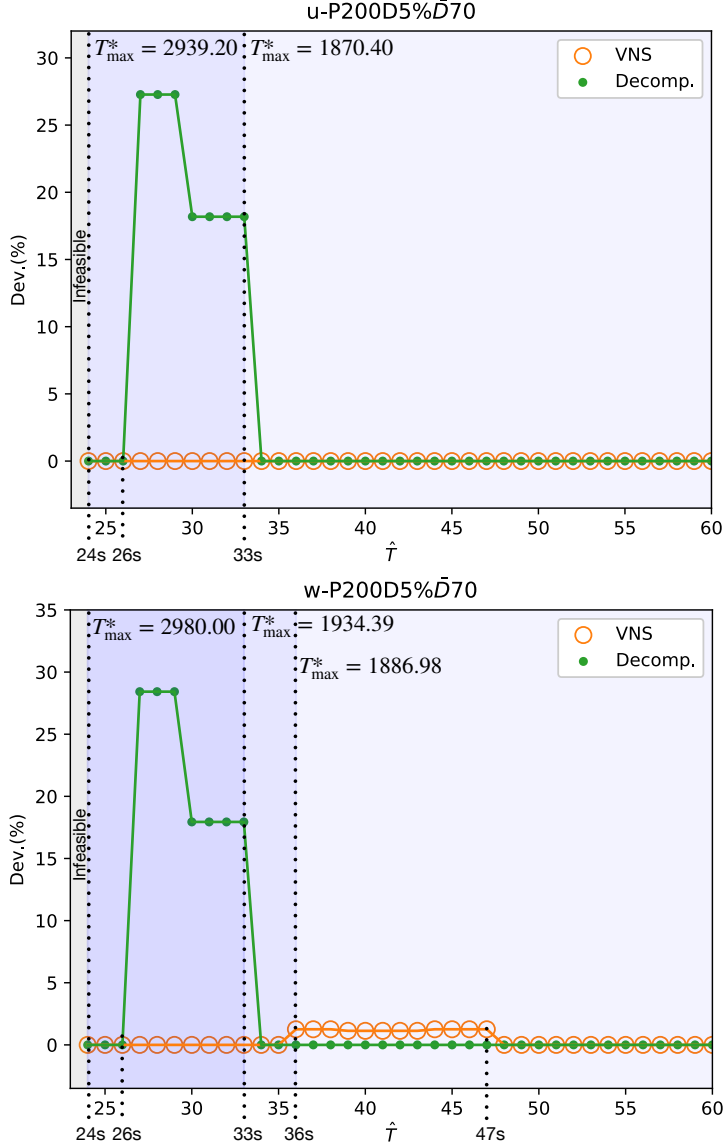 u-P200D5%D̄70
T*max = 2939.20
T*max = 1870.40
VNS
Decomp.
Infeasible
Dev.(%)
30
25
20
15
10
5
0
25 30 35 40 45 50 55 60
24s 26s 33s
T̂
w-P200D5%D̄70
T*max = 2980.00
T*max = 1934.39
T*max = 1886.98
VNS
Decomp.
Infeasible
Dev.(%)
35
30
25
20
15
10
5
0
25 30 35 40 45 50 55 60
24s 26s 33s 36s T̂ 47s